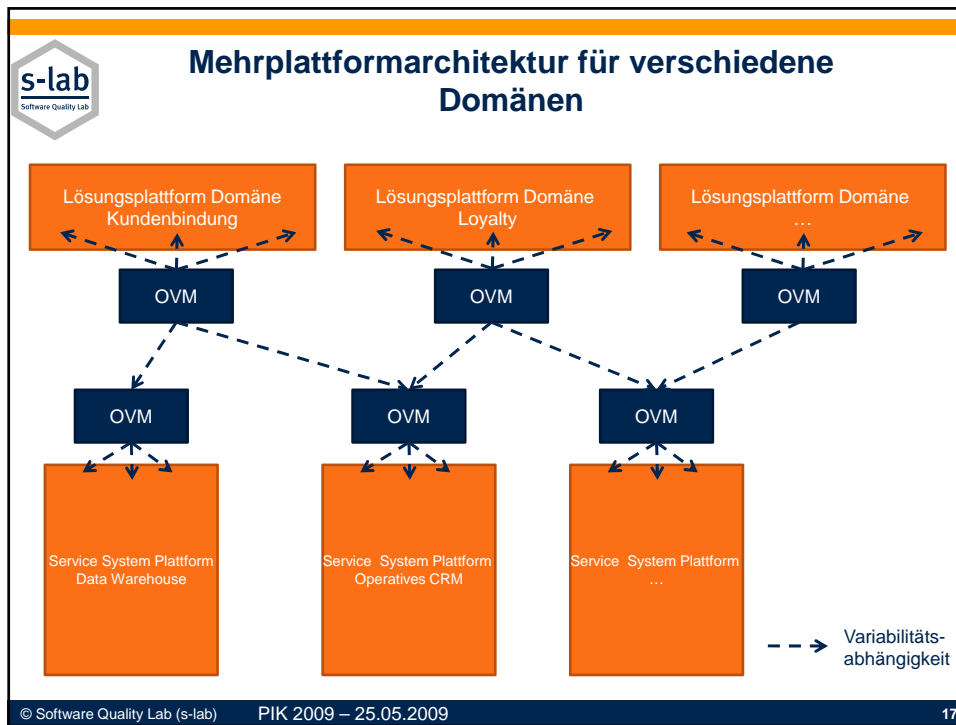 s-lab
Software Quality Lab
Mehrplattformarchitektur für verschiedene
Domänen
Lösungsplattform Domäne
Kundenbindung
Lösungsplattform Domäne
Loyalty
Lösungsplattform Domäne
…
OVM
OVM
OVM
OVM
OVM
OVM
Service System Plattform
Data Warehouse
Service System Plattform
Operatives CRM
Service System Plattform
…
Variabilitäts-
abhängigkeit
© Software Quality Lab (s-lab)
PIK 2009 – 25.05.2009
17